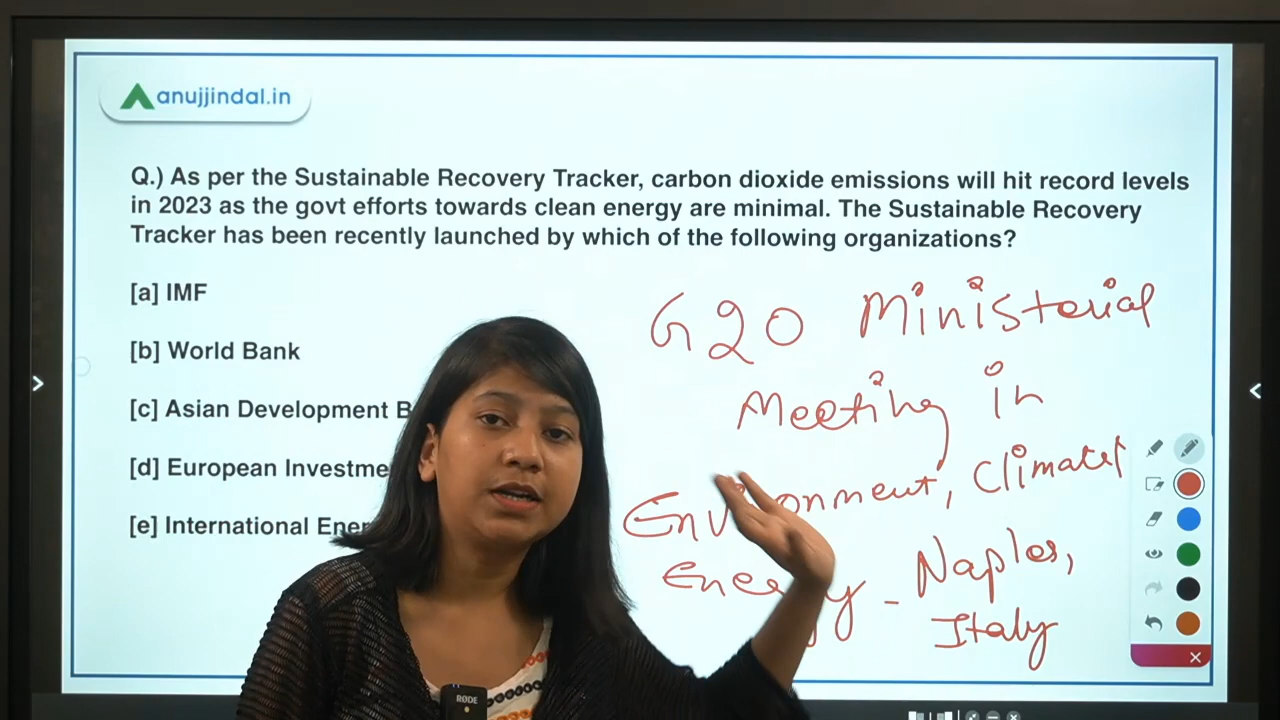 anujjindal.in
Q.) As per the Sustainable Recovery Tracker, carbon dioxide emissions will hit record levels
in 2023 as the govt efforts towards clean energy are minimal. The Sustainable Recovery
Tracker has been recently launched by which of the following organizations?
[a] IMF
[b] World Bank
[c] Asian Development B
[d] European Investme
[e] International Ener
G20 Ministerial
Meeting in
Environment, Climate &
Energy - Naples,
Italy
RØDE